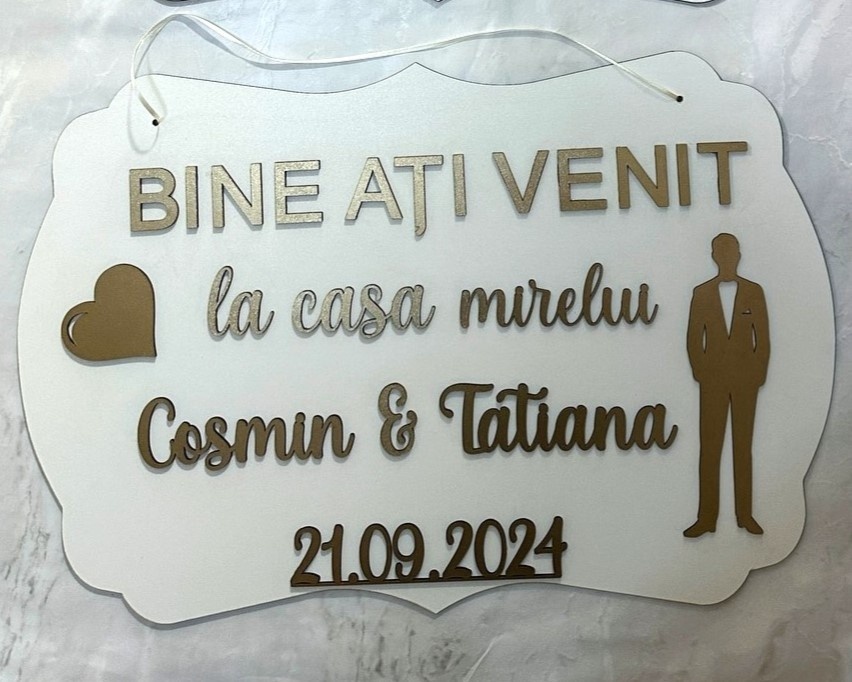 BINE AȚI VENIT
la casa mirelui
Cosmin & Tatiana
21.09.2024